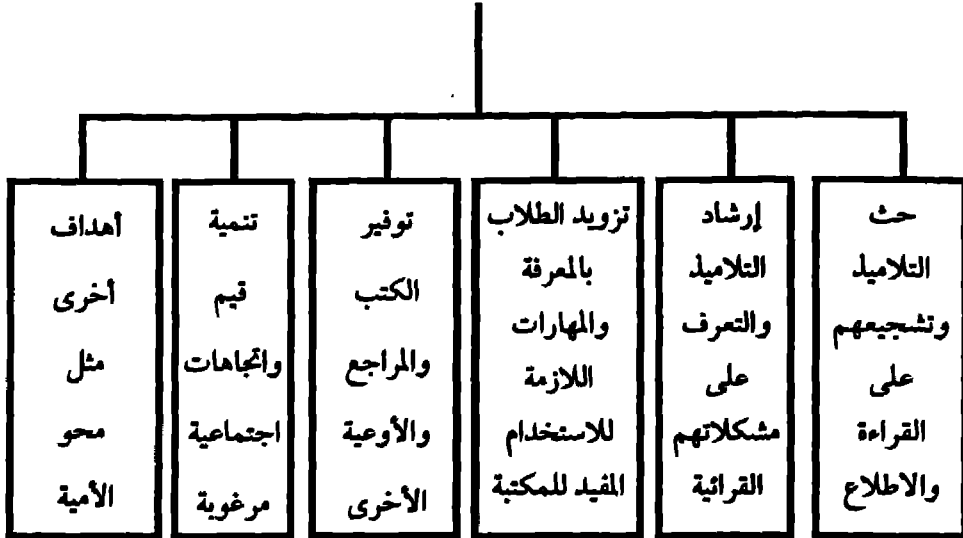 حث
التلاميذ
وتشجيعهم
على
القراءة
والاطلاع
إرشاد
التلاميذ
والتعرف
على
مشكلاتهم
القرائية
تزويد الطلاب
بالمعرفة
والمهارات
اللازمة
للاستخدام
المفيد للمكتبة
توفير
الكتب
والمراجع
والأوعية
الأخرى
تنمية
قيم
واتجاهات
اجتماعية
مرغوبة
أهداف
أخرى
مثل
محو
الأمية